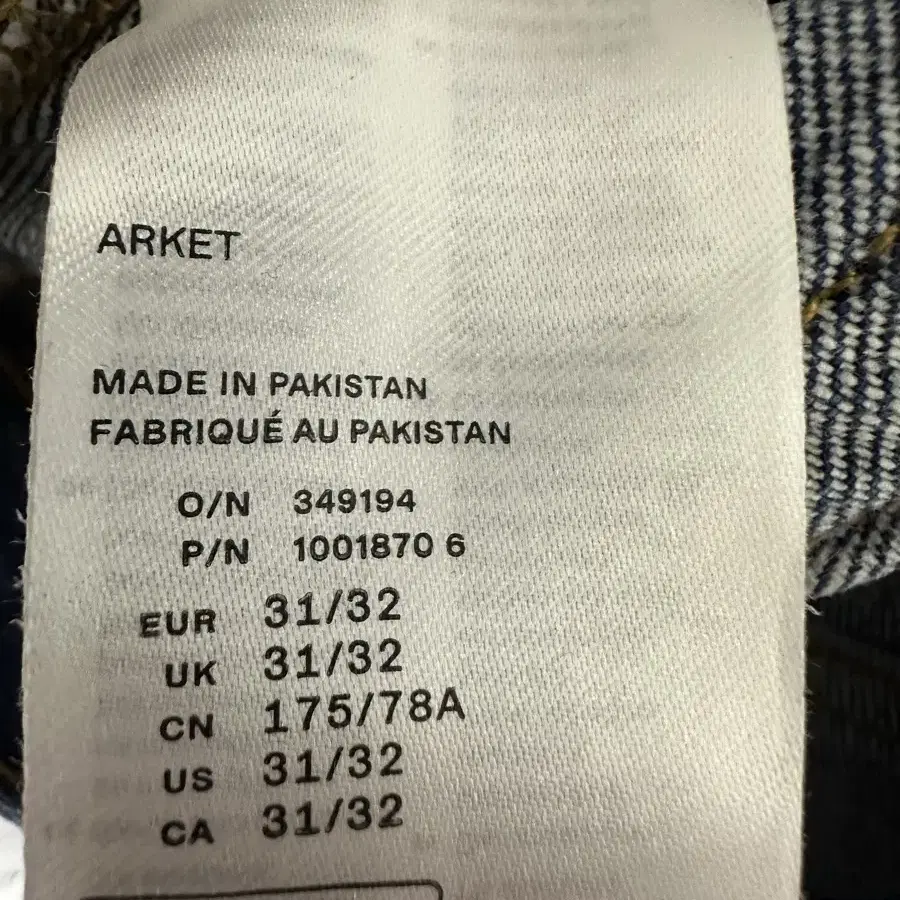 ARKET
MADE IN PAKISTAN
FABRIQUÉ AU PAKISTAN
O/N 349194
P/N 1001870 6
EUR 31/32
UK 31/32
CN 175/78A
US 31/32
CA 31/32